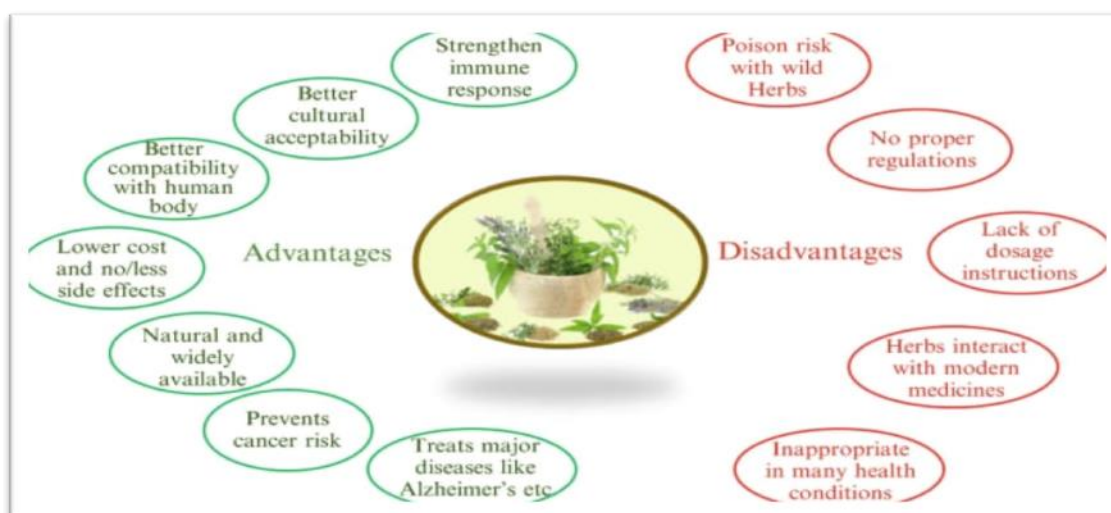 Strengthen
immune
response
Better
cultural
acceptability
Better
compatibility
with human
body
Lower cost
and no/less
side effects
Natural and
widely
available
Prevents
cancer risk
Treats major
diseases like
Alzheimer's etc
Advantages
Disadvantages
Poison risk
with wild
Herbs
No proper
regulations
Lack of
dosage
instructions
Herbs interact
with modern
medicines
Inappropriate
in many health
conditions